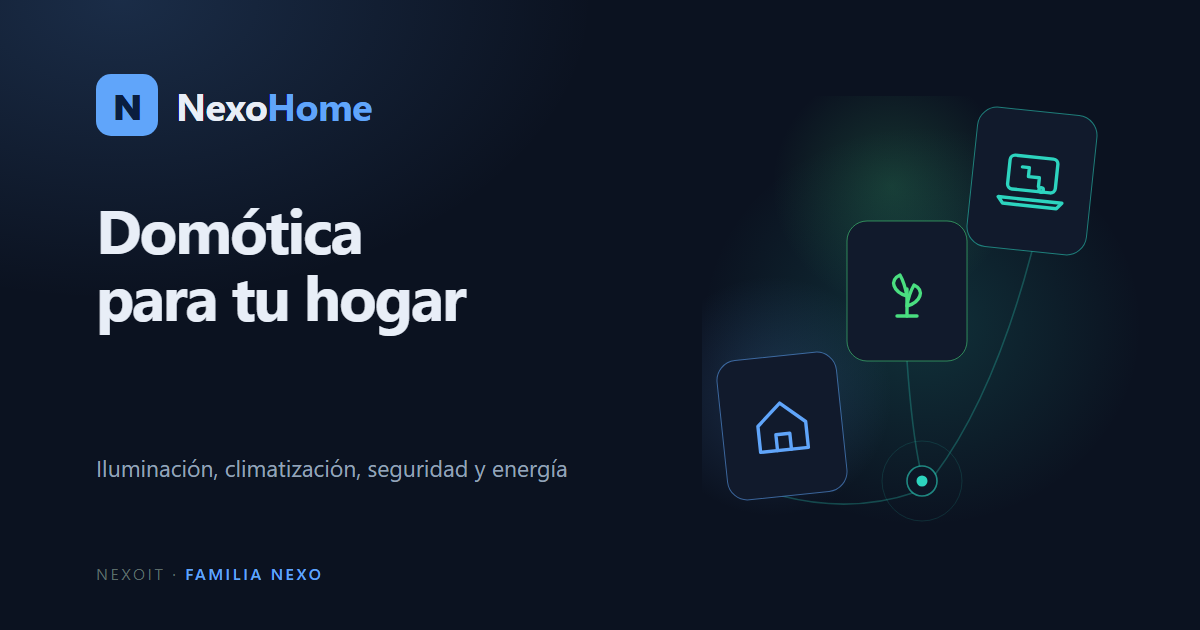 N NexoHome
Domótica
para tu hogar
Iluminación, climatización, seguridad y energía
NEXOIT · FAMILIA NEXO